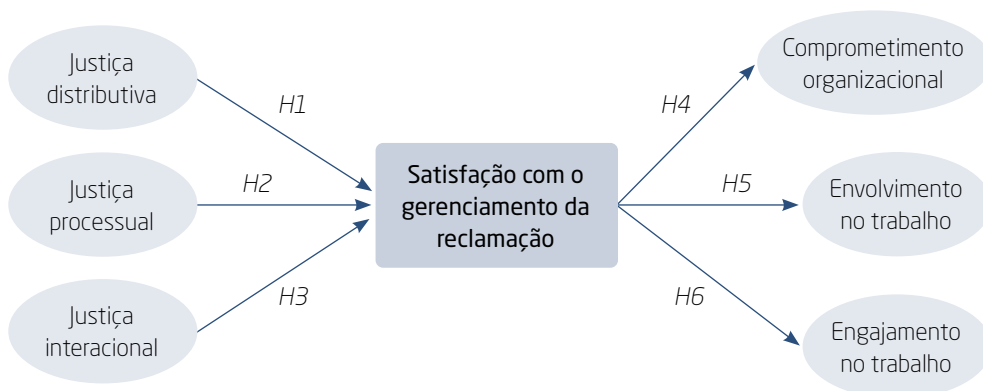 Justiça
distributiva
H1
Justiça
processual
H2
Justiça
interacional
H3
Satisfação com o
gerenciamento da
reclamação
H4
Comprometimento
organizacional
H5
Envolvimento
no trabalho
H6
Engajamento
no trabalho